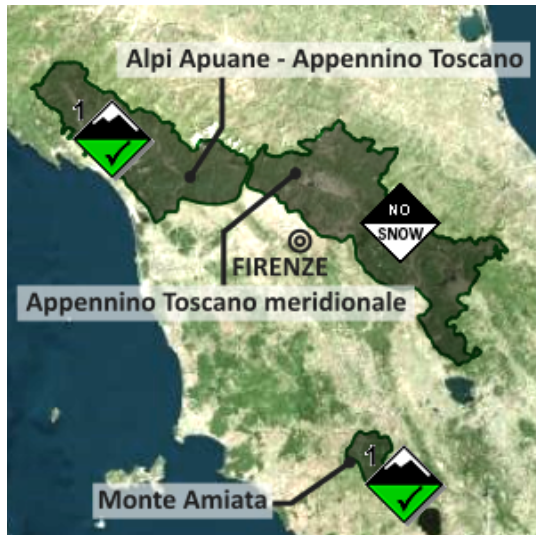 Alpi Apuane - Appennino Toscano
1
NO
SNOW
FIRENZE
Appennino Toscano meridionale
1
Monte Amiata